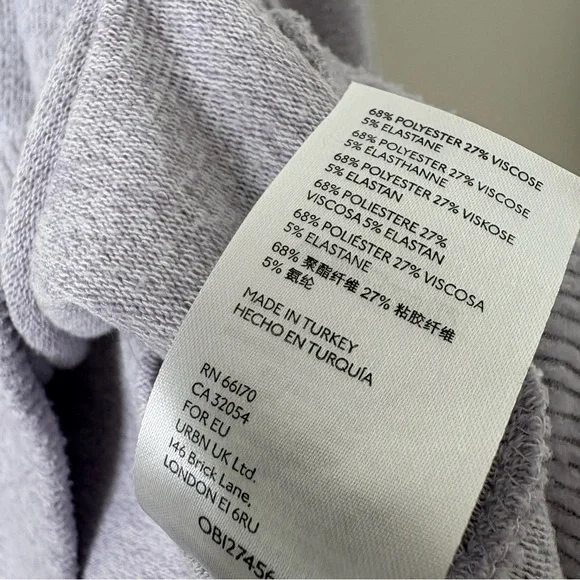 68% POLYESTER 27% VISCOSE
5% ELASTANE
68% POLYESTER 27% VISCOSE
5% ÉLASTHANNE
68% POLYESTER 27% VISKOSE
5% ELASTAN
68% POLIESTERE 27%
VISCOSA 5% ELASTAN
68% POLIÉSTER 27% VISCOSA
5% ELASTANE
68% 聚酯纤维 27% 粘胶纤维
5% 氨纶
MADE IN TURKEY
HECHO EN TURQUÍA
RN 66170
CA 32054
FOR EU
URBN UK Ltd.
146 Brick Lane,
LONDON E1 6RU
OB127456